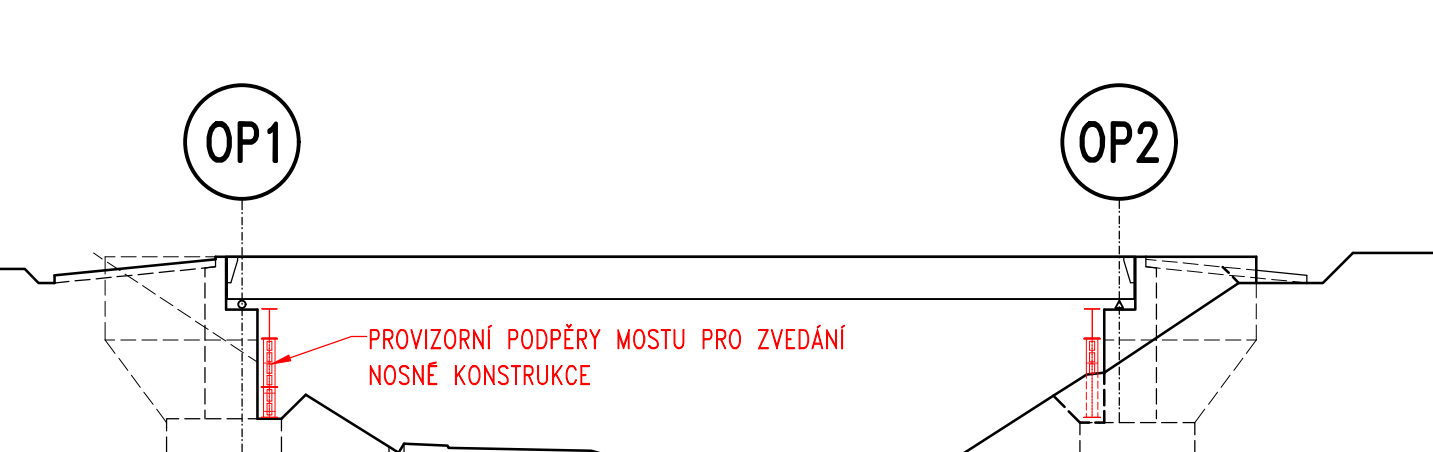 OP1
OP2
PROVIZORNÍ PODPĚRY MOSTU PRO ZVEDÁNÍ
NOSNÉ KONSTRUKCE